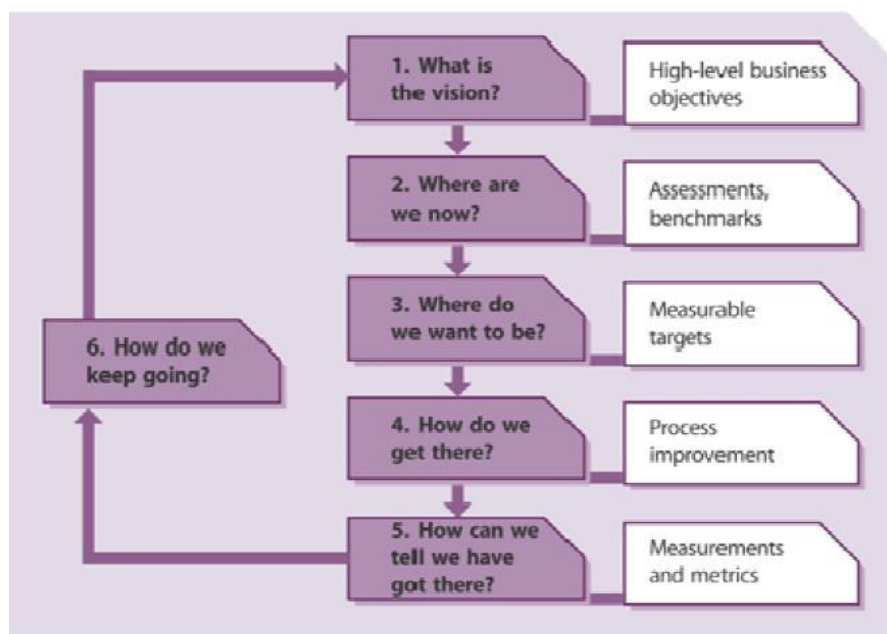 1. What is
the vision?
High-level business
objectives
2. Where are
we now?
Assessments,
benchmarks
3. Where do
we want to be?
Measurable
targets
6. How do we
keep going?
4. How do we
get there?
Process
improvement
5. How can we
tell we have
got there?
Measurements
and metrics